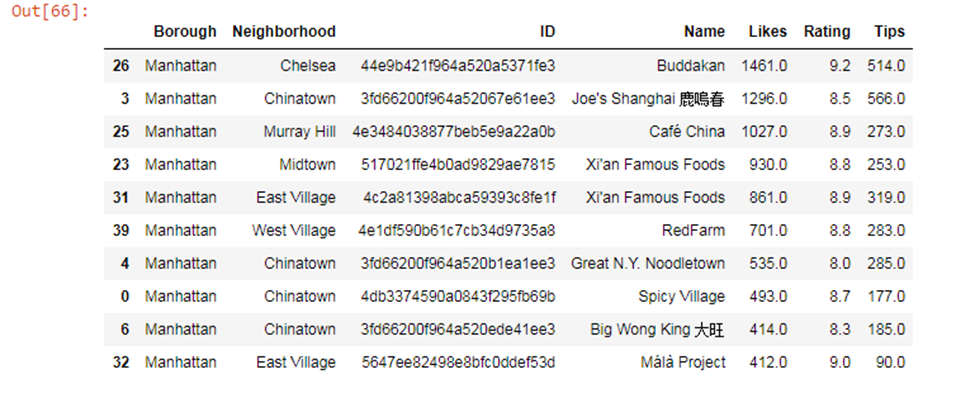 Out[66]:
Borough Neighborhood ID Name Likes Rating Tips
26 Manhattan Chelsea 44e9b421f964a520a5371fe3 Buddakan 1461.0 9.2 514.0
3 Manhattan Chinatown 3fd66200f964a52067e61ee3 Joe's Shanghai 鹿鳴春 1296.0 8.5 566.0
25 Manhattan Murray Hill 4e3484038877beb5e9a22a0b Café China 1027.0 8.9 273.0
23 Manhattan Midtown 517021ffe4b0ad9829ae7815 Xi'an Famous Foods 930.0 8.8 253.0
31 Manhattan East Village 4c2a81398abca59393c8fe1f Xi'an Famous Foods 861.0 8.9 319.0
39 Manhattan West Village 4e1df590b61c7cb34d9735a8 RedFarm 701.0 8.8 283.0
4 Manhattan Chinatown 3fd66200f964a520b1ea1ee3 Great N.Y. Noodletown 535.0 8.0 285.0
0 Manhattan Chinatown 4db3374590a0843f295fb69b Spicy Village 493.0 8.7 177.0
6 Manhattan Chinatown 3fd66200f964a520ede41ee3 Big Wong King 大旺 414.0 8.3 185.0
32 Manhattan East Village 5647ee82498e8bfc0ddef53d Málà Project 412.0 9.0 90.0